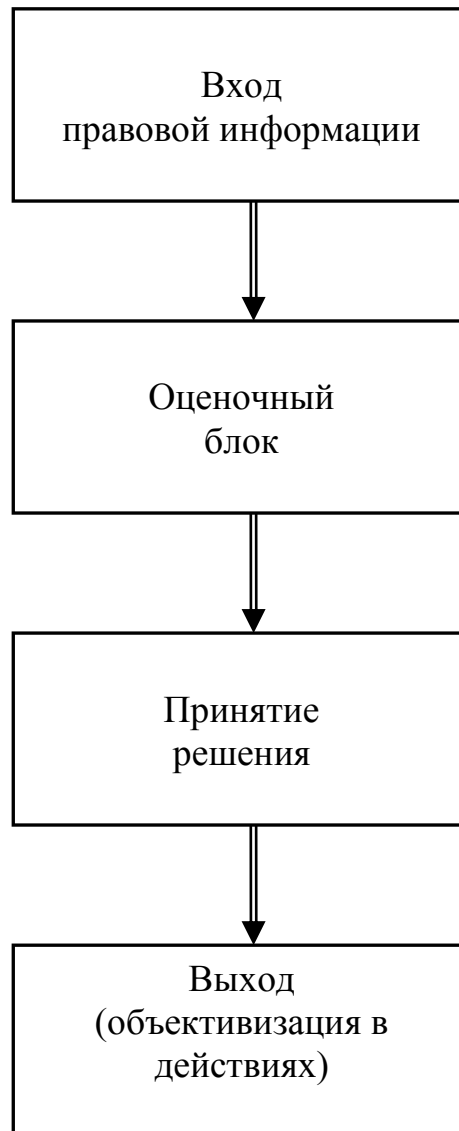 Вход
правовой информации
Оценочный
блок
Принятие
решения
Выход
(объективизация в
действиях)